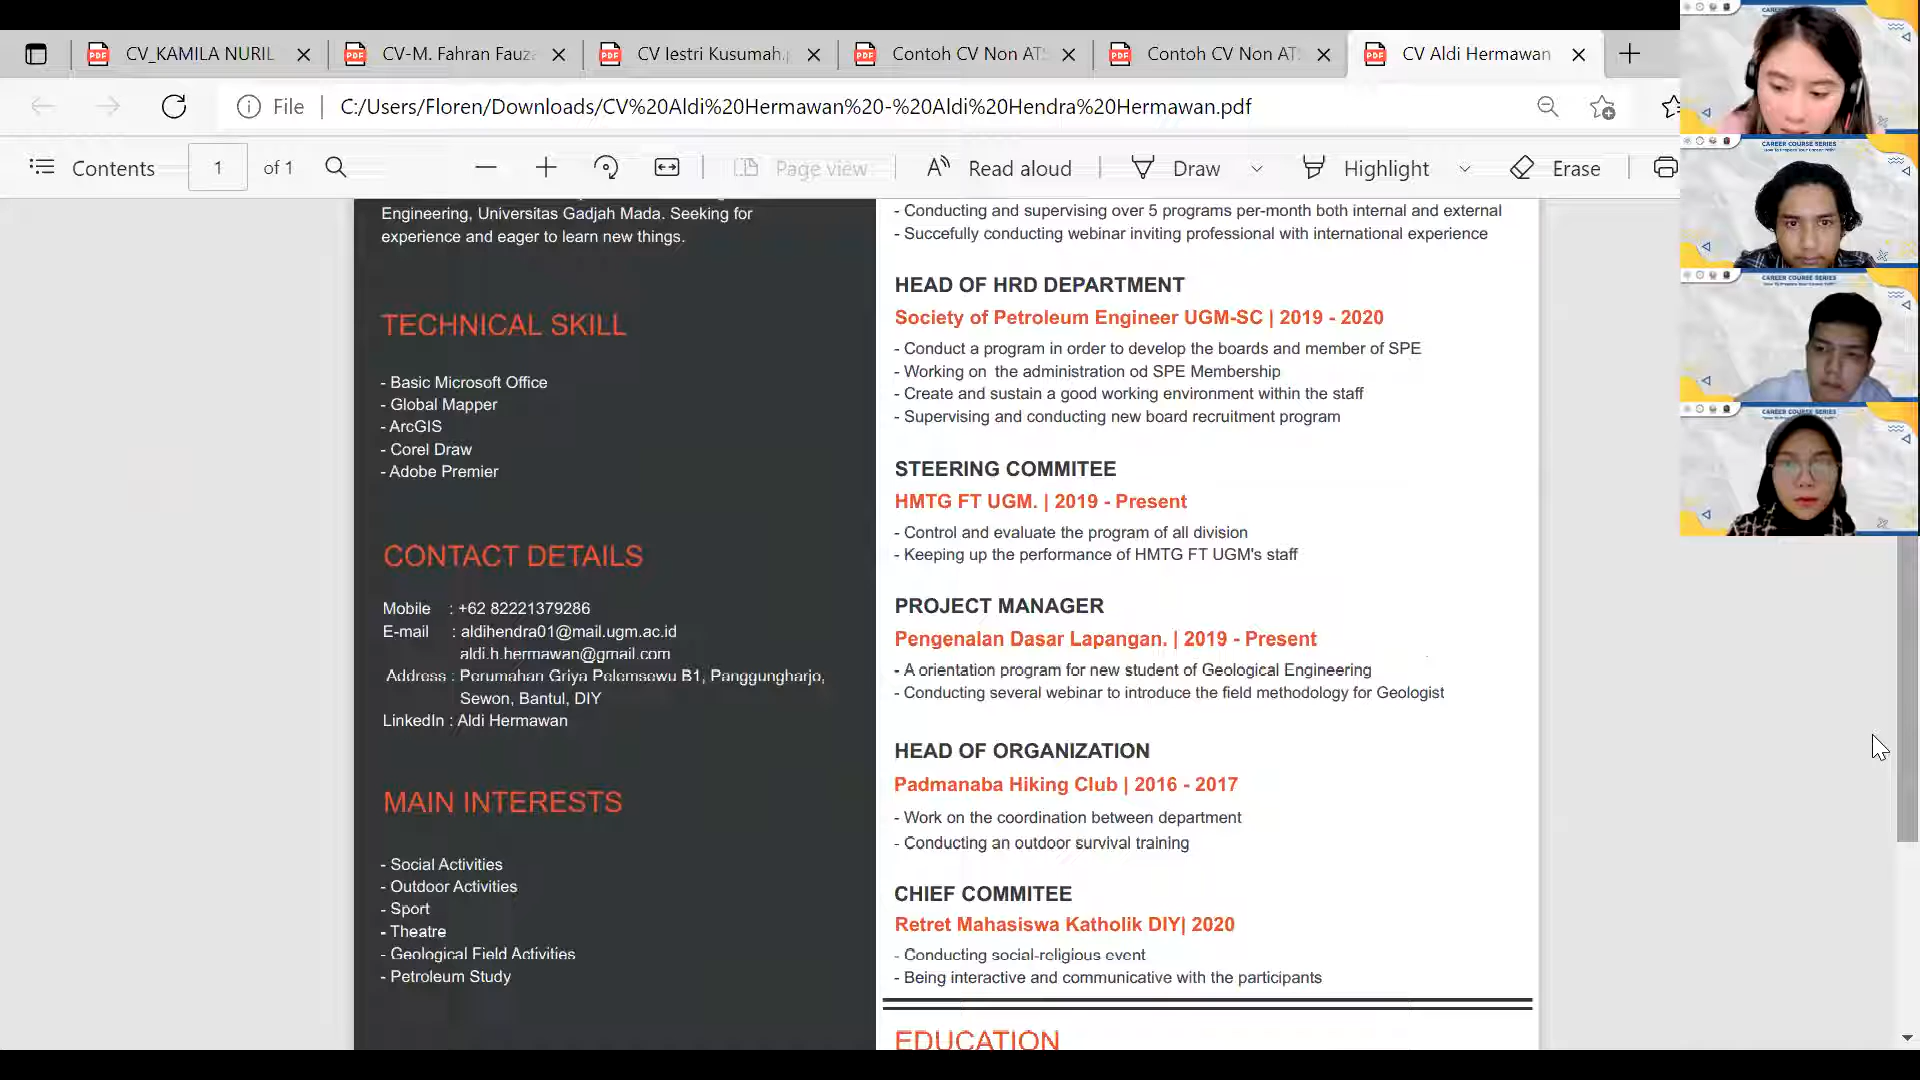 CV_KAMILA NURIL
CV-M. Fahran Fauz
CV Iestri Kusumah.
Contoh CV Non AT
Contoh CV Non AT
CV Aldi Hermawan
File
C:/Users/Floren/Downloads/CV%20Aldi%20Hermawan%20-%20Aldi%20Hendra%20Hermawan.pdf
Contents
1
of 1
Page view
Read aloud
Draw
Highlight
Erase
Engineering, Universitas Gadjah Mada. Seeking for
experience and eager to learn new things.
TECHNICAL SKILL
- Basic Microsoft Office
- Global Mapper
- ArcGIS
- Corel Draw
- Adobe Premier
CONTACT DETAILS
Mobile : +62 82221379286
E-mail : aldihendra01@mail.ugm.ac.id
aldi.h.hermawan@gmail.com
Address : Perumahan Griya Pelemsewu B1, Panggungharjo,
Sewon, Bantul, DIY
LinkedIn : Aldi Hermawan
MAIN INTERESTS
- Social Activities
- Outdoor Activities
- Sport
- Theatre
- Geological Field Activities
- Petroleum Study
- Conducting and supervising over 5 programs per-month both internal and external
- Succefully conducting webinar inviting professional with international experience
HEAD OF HRD DEPARTMENT
Society of Petroleum Engineer UGM-SC | 2019 - 2020
- Conduct a program in order to develop the boards and member of SPE
- Working on the administration od SPE Membership
- Create and sustain a good working environment within the staff
- Supervising and conducting new board recruitment program
STEERING COMMITEE
HMTG FT UGM. | 2019 - Present
- Control and evaluate the program of all division
- Keeping up the performance of HMTG FT UGM's staff
PROJECT MANAGER
Pengenalan Dasar Lapangan. | 2019 - Present
- A orientation program for new student of Geological Engineering
- Conducting several webinar to introduce the field methodology for Geologist
HEAD OF ORGANIZATION
Padmanaba Hiking Club | 2016 - 2017
- Work on the coordination between department
- Conducting an outdoor survival training
CHIEF COMMITEE
Retret Mahasiswa Katholik DIY| 2020
- Conducting social-religious event
- Being interactive and communicative with the participants
EDUCATION
CAREER COURSE SERIES
CAREER COURSE SERIES
CAREER COURSE SERIES